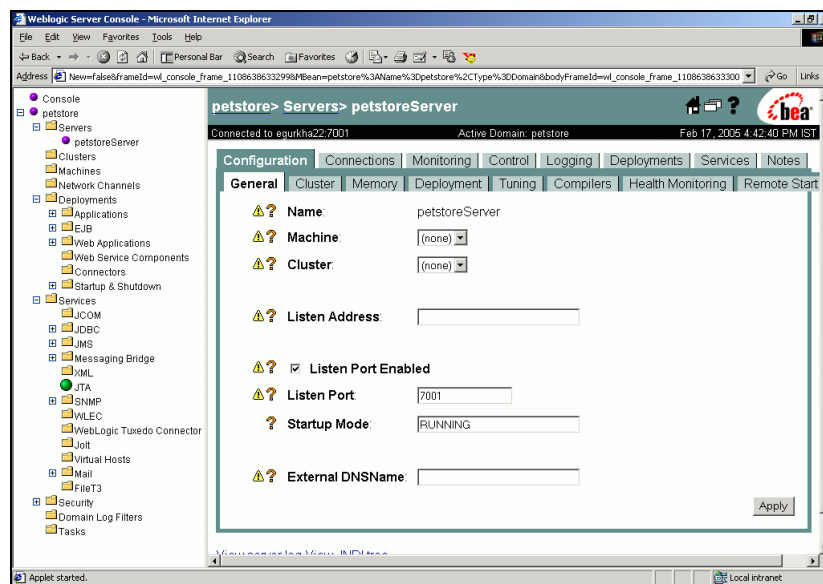 Weblogic Server Console - Microsoft Internet Explorer
File Edit View Favorites Tools Help
Back Personal Bar Search Favorites
Address New=false&frameId=wl_console_frame_1108638633299&MBean=petstore%3AName%3Dpetstore%2CType%3DDomain&bodyFrameId=wl_console_frame_1108638633300 Go Links
Console
petstore
Servers
petstoreServer
Clusters
Machines
Network Channels
Deployments
Applications
EJB
Web Applications
Web Service Components
Connectors
Startup & Shutdown
Services
JCOM
JDBC
JMS
Messaging Bridge
XML
JTA
SNMP
WLEC
WebLogic Tuedo Connector
Jolt
Virtual Hosts
Mail
FileT3
Security
Domain Log Filters
Tasks
petstore> Servers> petstoreServer
? bea
Connected to egurkha22:7001 Active Domain: petstore Feb 17, 2005 4:42:40 PM IST
Configuration Connections Monitoring Control Logging Deployments Services Notes
General Cluster Memory Deployment Tuning Compilers Health Monitoring Remote Start
? Name: petstoreServer
? Machine: (none)
? Cluster: (none)
? Listen Address:
? Listen Port Enabled
? Listen Port: 7001
? Startup Mode: RUNNING
? External DNSName:
Apply
View server log View JNDI tree
Applet started. Local intranet